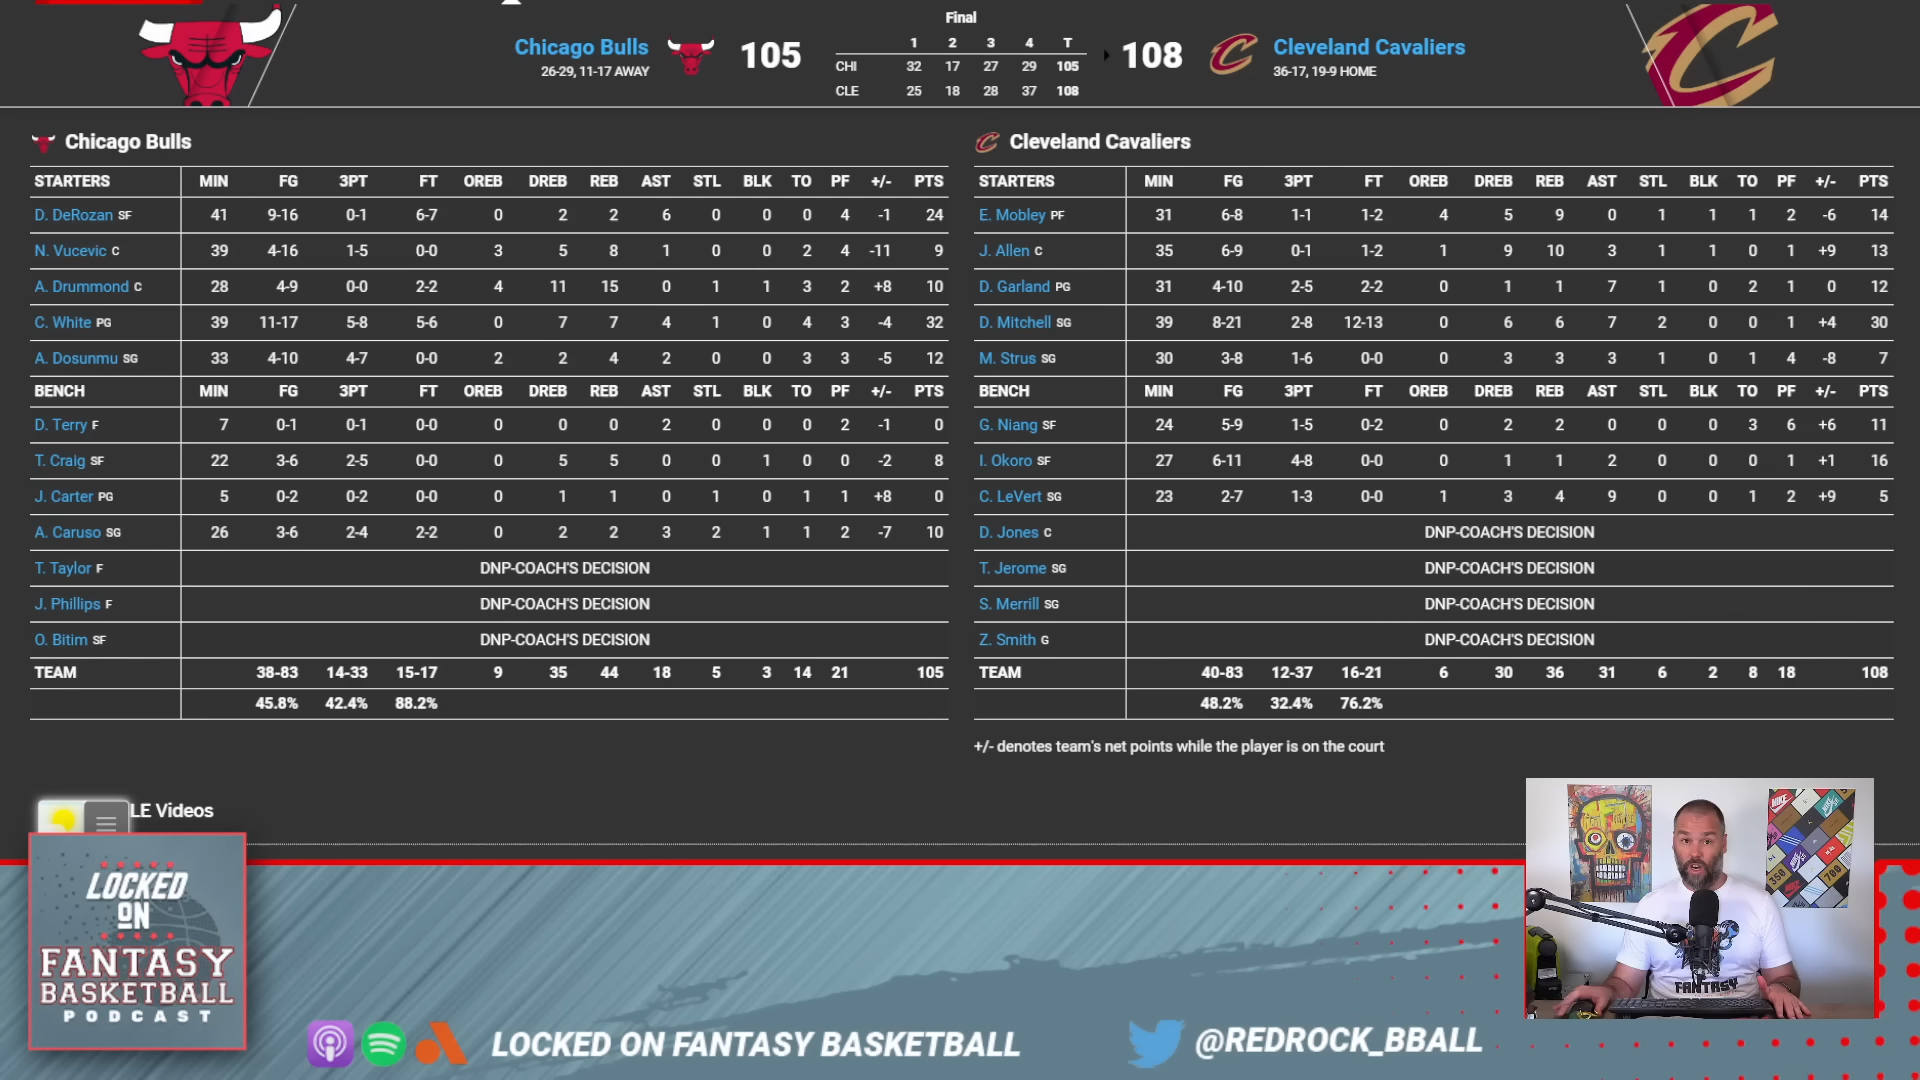 Final
Chicago Bulls 105 108 Cleveland Cavaliers
26-29, 11-17 AWAY 36-17, 19-9 HOME
1 2 3 4 T
CHI 32 17 27 29 105
CLE 25 18 28 37 108
Chicago Bulls
STARTERS MIN FG 3PT FT OREB DREB REB AST STL BLK TO PF +/- PTS
D. DeRozan SF 41 9-16 0-1 6-7 0 2 2 6 0 0 0 4 -1 24
N. Vucevic C 39 4-16 1-5 0-0 3 5 8 1 0 0 2 4 -11 9
A. Drummond C 28 4-9 0-0 2-2 4 11 15 0 1 1 3 2 +8 10
C. White PG 39 11-17 5-8 5-6 0 7 7 4 1 0 4 3 -4 32
A. Dosunmu SG 33 4-10 4-7 0-0 2 2 4 2 0 0 3 3 -5 12
BENCH MIN FG 3PT FT OREB DREB REB AST STL BLK TO PF +/- PTS
D. Terry F 7 0-1 0-1 0-0 0 0 0 2 0 0 0 2 -1 0
T. Craig SF 22 3-6 2-5 0-0 0 5 5 0 0 1 0 0 -2 8
J. Carter PG 5 0-2 0-2 0-0 0 1 1 0 1 0 1 1 +8 0
A. Caruso SG 26 3-6 2-4 2-2 0 2 2 3 2 1 1 2 -7 10
T. Taylor F DNP-COACH'S DECISION
J. Phillips F DNP-COACH'S DECISION
O. Bitim SF DNP-COACH'S DECISION
TEAM 38-83 14-33 15-17 9 35 44 18 5 3 14 21 105
45.8% 42.4% 88.2%
Cleveland Cavaliers
STARTERS MIN FG 3PT FT OREB DREB REB AST STL BLK TO PF +/- PTS
E. Mobley PF 31 6-8 1-1 1-2 4 5 9 0 1 1 1 2 -6 14
J. Allen C 35 6-9 0-1 1-2 1 9 10 3 1 1 0 1 +9 13
D. Garland PG 31 4-10 2-5 2-2 0 1 1 7 1 0 2 1 0 12
D. Mitchell SG 39 8-21 2-8 12-13 0 6 6 7 2 0 0 1 +4 30
M. Strus SG 30 3-8 1-6 0-0 0 3 3 3 1 0 1 4 -8 7
BENCH MIN FG 3PT FT OREB DREB REB AST STL BLK TO PF +/- PTS
G. Niang SF 24 5-9 1-5 0-2 0 2 2 0 0 0 3 6 +6 11
I. Okoro SF 27 6-11 4-8 0-0 0 1 1 2 0 0 0 1 +1 16
C. LeVert SG 23 2-7 1-3 0-0 1 3 4 9 0 0 1 2 +9 5
D. Jones C DNP-COACH'S DECISION
T. Jerome SG DNP-COACH'S DECISION
S. Merrill SG DNP-COACH'S DECISION
Z. Smith G DNP-COACH'S DECISION
TEAM 40-83 12-37 16-21 6 30 36 31 6 2 8 18 108
48.2% 32.4% 76.2%
+/- denotes team's net points while the player is on the court
LE Videos
LOCKED
ON
FANTASY
BASKETBALL
PODCAST
LOCKED ON FANTASY BASKETBALL
@REDROCK_BBALL
NIKE
350
700
FANTASY